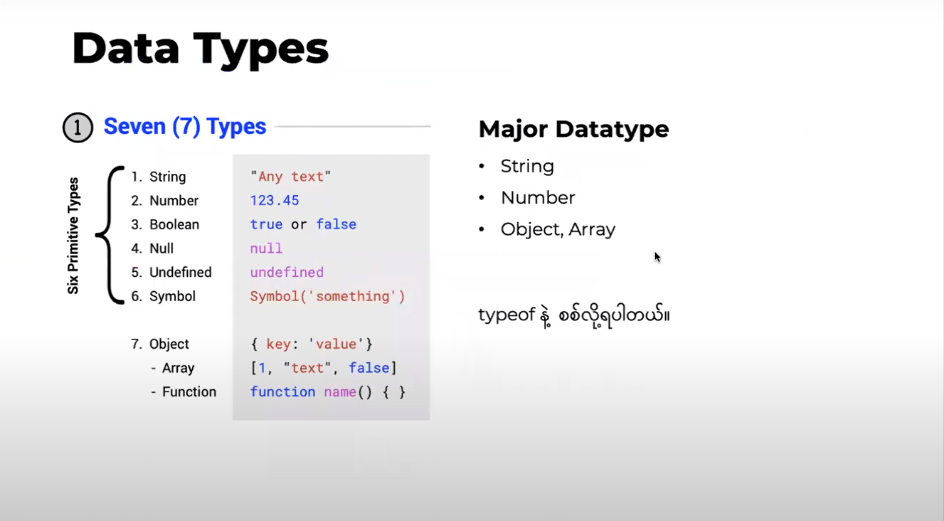 Data Types
1 Seven (7) Types
Six Primitive Types
1. String "Any text"
2. Number 123.45
3. Boolean true or false
4. Null null
5. Undefined undefined
6. Symbol Symbol('something')
7. Object { key: 'value'}
- Array [1, "text", false]
- Function function name() { }
Major Datatype
• String
• Number
• Object, Array
typeof နဲ့ စစ်လို့ရပါတယ်။